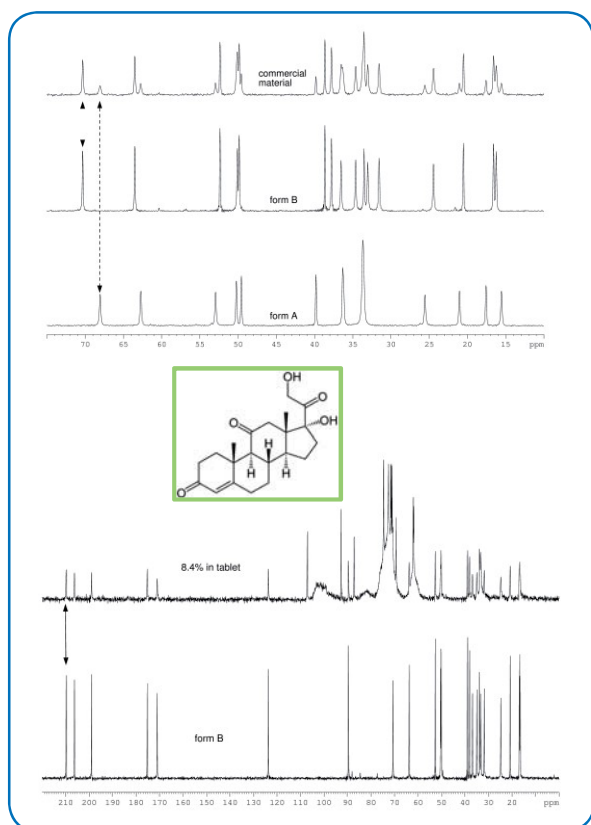 commercial
material
form B
form A
70 65 60 55 50 45 40 35 30 25 20 15 ppm
OH
O
O
OH
H
H H
O
8.4% in tablet
form B
210 200 190 180 170 160 150 140 130 120 110 100 90 80 70 60 50 40 30 20 ppm